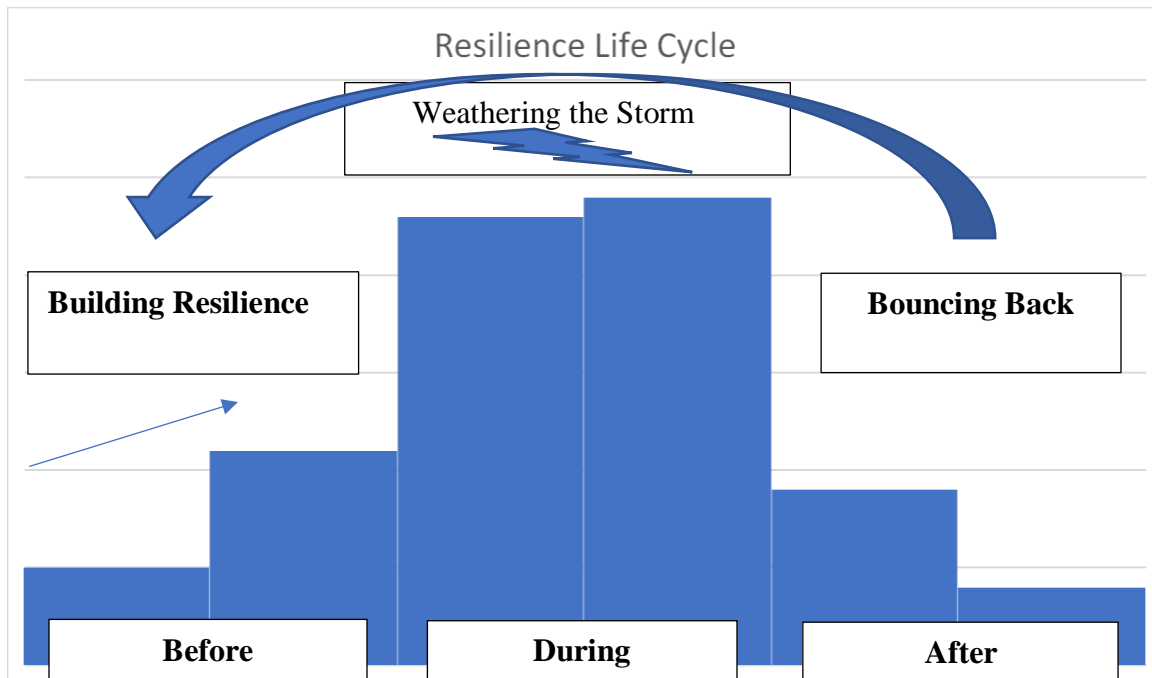 Resilience Life Cycle
Weathering the Storm
Building Resilience
Bouncing Back
Before
During
After